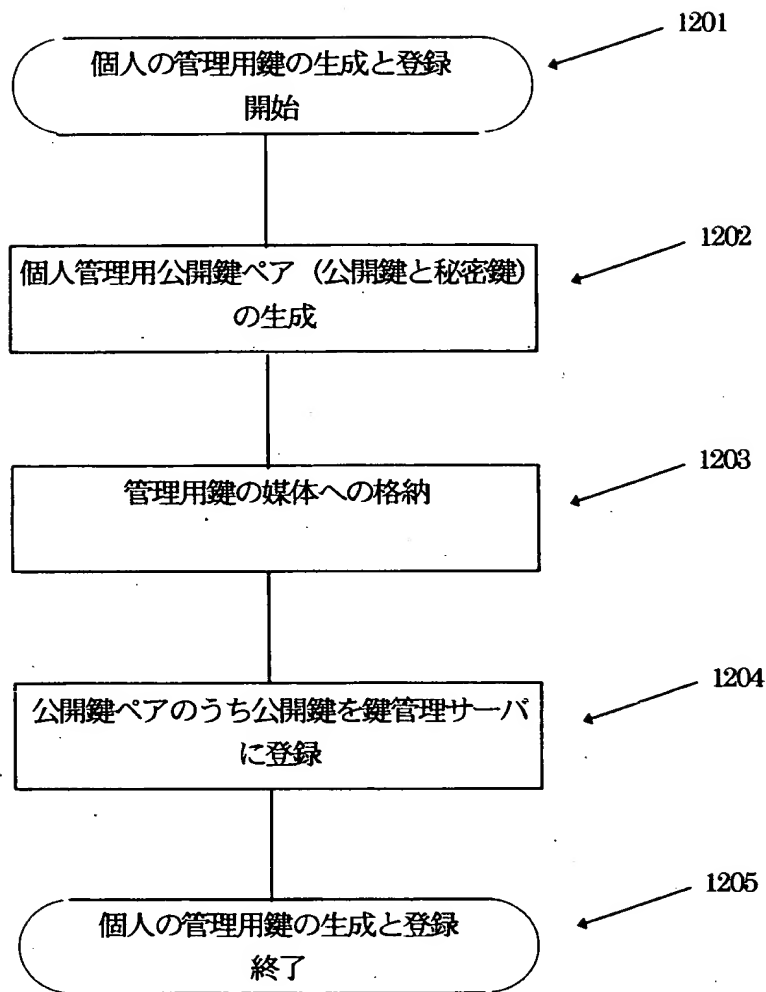 1201
個人の管理用鍵の生成と登録
開始
1202
個人管理用公開鍵ペア（公開鍵と秘密鍵）
の生成
1203
管理用鍵の媒体への格納
1204
公開鍵ペアのうち公開鍵を鍵管理サーバ
に登録
1205
個人の管理用鍵の生成と登録
終了